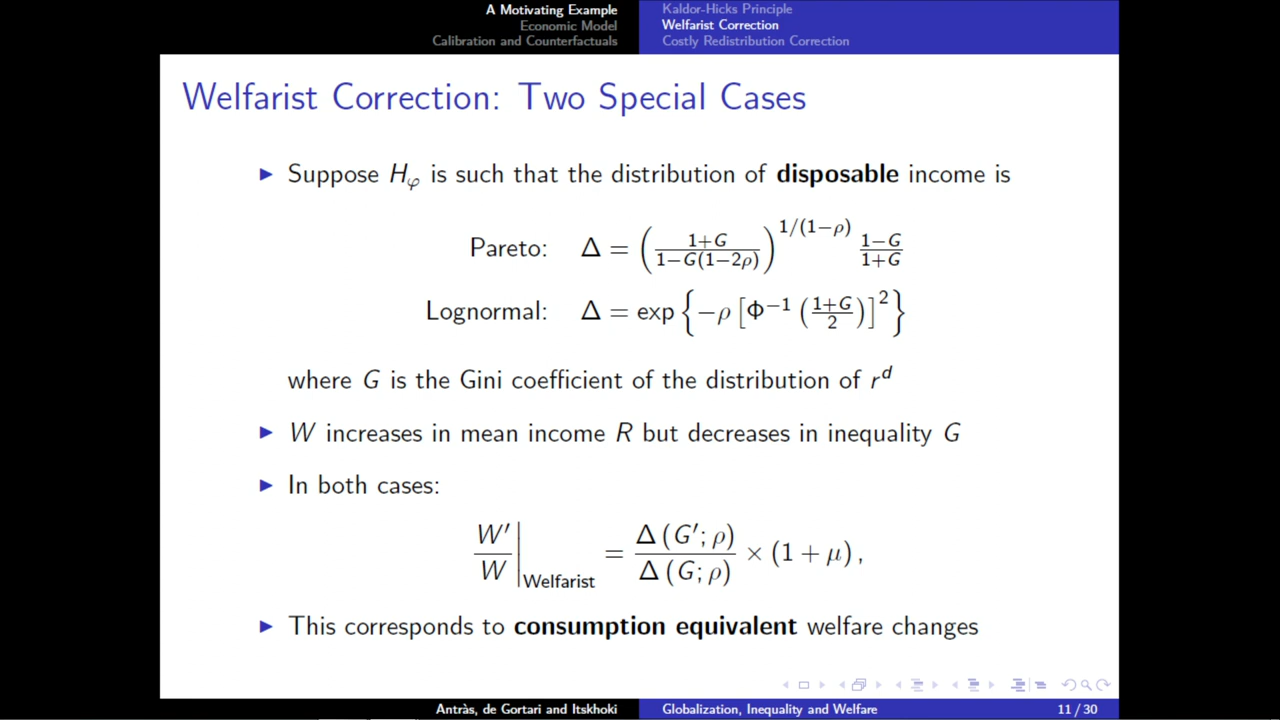 A Motivating Example
Economic Model
Calibration and Counterfactuals
Kaldor-Hicks Principle
Welfarist Correction
Costly Redistribution Correction
Welfarist Correction: Two Special Cases
▶ Suppose H_φ is such that the distribution of disposable income is
Pareto: Δ = ( (1+G) / (1−G(1−2ρ)) )^{1/(1−ρ)} (1−G)/(1+G)
Lognormal: Δ = exp { −ρ [ Φ^{−1} ( (1+G)/2 ) ]^2 }
where G is the Gini coefficient of the distribution of r^d
▶ W increases in mean income R but decreases in inequality G
▶ In both cases:
W′/W |_{Welfarist} = Δ (G′; ρ) / Δ (G; ρ) × (1 + μ) ,
▶ This corresponds to consumption equivalent welfare changes
Antràs, de Gortari and Itskhoki
Globalization, Inequality and Welfare
11 / 30